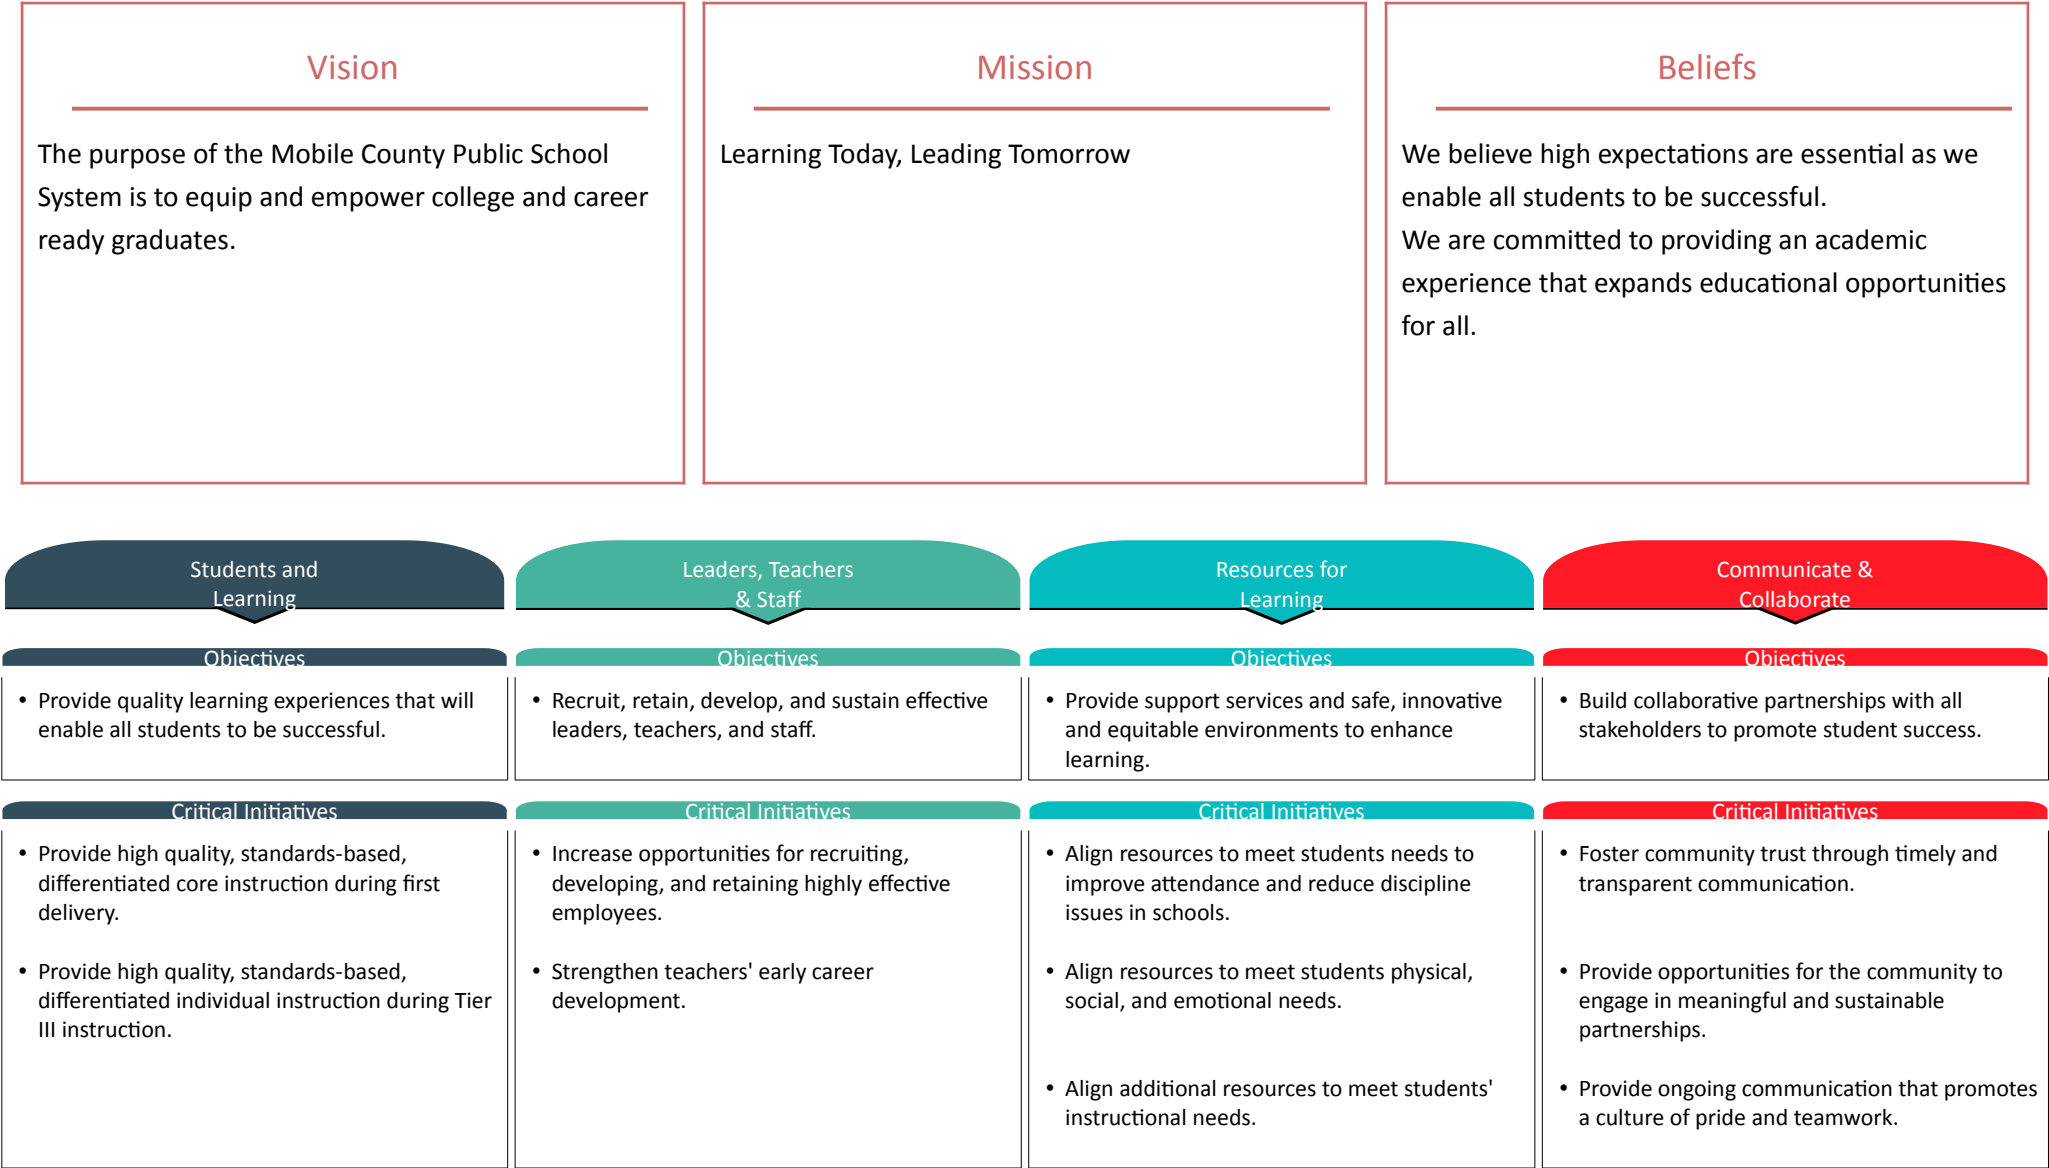 Vision
The purpose of the Mobile County Public School
System is to equip and empower college and career
ready graduates.
Mission
Learning Today, Leading Tomorrow
Beliefs
We believe high expectations are essential as we
enable all students to be successful.
We are committed to providing an academic
experience that expands educational opportunities
for all.
Students and
Learning
Objectives
• Provide quality learning experiences that will
enable all students to be successful.
Critical Initiatives
• Provide high quality, standards-based,
differentiated core instruction during first
delivery.
• Provide high quality, standards-based,
differentiated individual instruction during Tier
III instruction.
Leaders, Teachers
& Staff
Objectives
• Recruit, retain, develop, and sustain effective
leaders, teachers, and staff.
Critical Initiatives
• Increase opportunities for recruiting,
developing, and retaining highly effective
employees.
• Strengthen teachers' early career
development.
Resources for
Learning
Objectives
• Provide support services and safe, innovative
and equitable environments to enhance
learning.
Critical Initiatives
• Align resources to meet students needs to
improve attendance and reduce discipline
issues in schools.
• Align resources to meet students physical,
social, and emotional needs.
• Align additional resources to meet students'
instructional needs.
Communicate &
Collaborate
Objectives
• Build collaborative partnerships with all
stakeholders to promote student success.
Critical Initiatives
• Foster community trust through timely and
transparent communication.
• Provide opportunities for the community to
engage in meaningful and sustainable
partnerships.
• Provide ongoing communication that promotes
a culture of pride and teamwork.